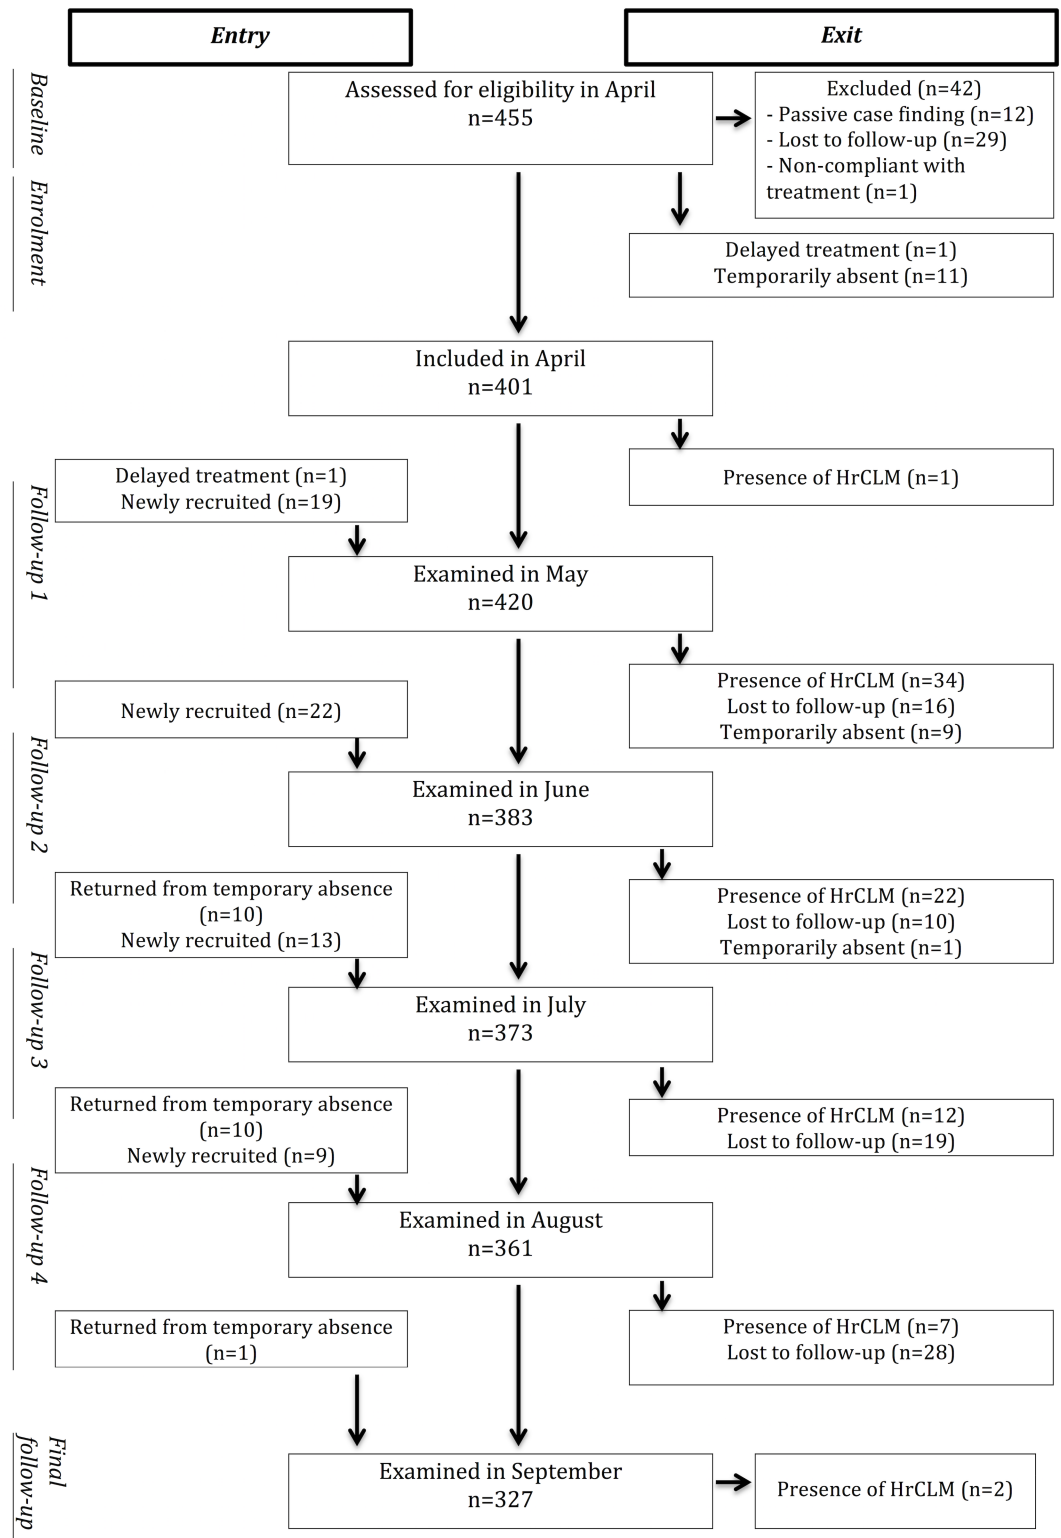 Entry
Exit
Baseline
Assessed for eligibility in April
n=455
Excluded (n=42)
- Passive case finding (n=12)
- Lost to follow-up (n=29)
- Non-compliant with
treatment (n=1)
Enrolment
Delayed treatment (n=1)
Temporarily absent (n=11)
Included in April
n=401
Follow-up 1
Delayed treatment (n=1)
Newly recruited (n=19)
Presence of HrCLM (n=1)
Examined in May
n=420
Newly recruited (n=22)
Presence of HrCLM (n=34)
Lost to follow-up (n=16)
Temporarily absent (n=9)
Follow-up 2
Examined in June
n=383
Returned from temporary absence
(n=10)
Newly recruited (n=13)
Presence of HrCLM (n=22)
Lost to follow-up (n=10)
Temporarily absent (n=1)
Follow-up 3
Examined in July
n=373
Returned from temporary absence
(n=10)
Newly recruited (n=9)
Presence of HrCLM (n=12)
Lost to follow-up (n=19)
Follow-up 4
Examined in August
n=361
Returned from temporary absence
(n=1)
Presence of HrCLM (n=7)
Lost to follow-up (n=28)
Final
follow-up
Examined in September
n=327
Presence of HrCLM (n=2)